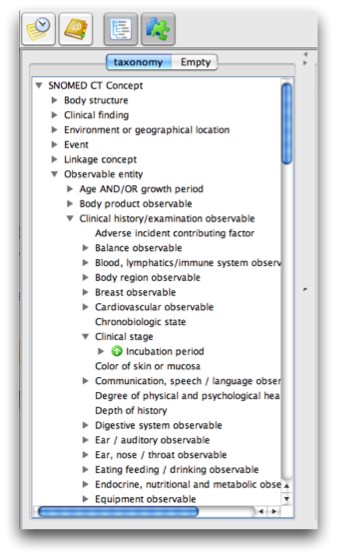 taxonomy Empty
SNOMED CT Concept
Body structure
Clinical finding
Environment or geographical location
Event
Linkage concept
Observable entity
Age AND/OR growth period
Body product observable
Clinical history/examination observable
Adverse incident contributing factor
Balance observable
Blood, lymphatics/immune system observ
Body region observable
Breast observable
Cardiovascular observable
Chronobiologic state
Clinical stage
Incubation period
Color of skin or mucosa
Communication, speech / language obser
Degree of physical and psychological hea
Depth of history
Digestive system observable
Ear / auditory observable
Ear, nose / throat observable
Eating feeding / drinking observable
Endocrine, nutritional and metabolic obse
Equipment observable